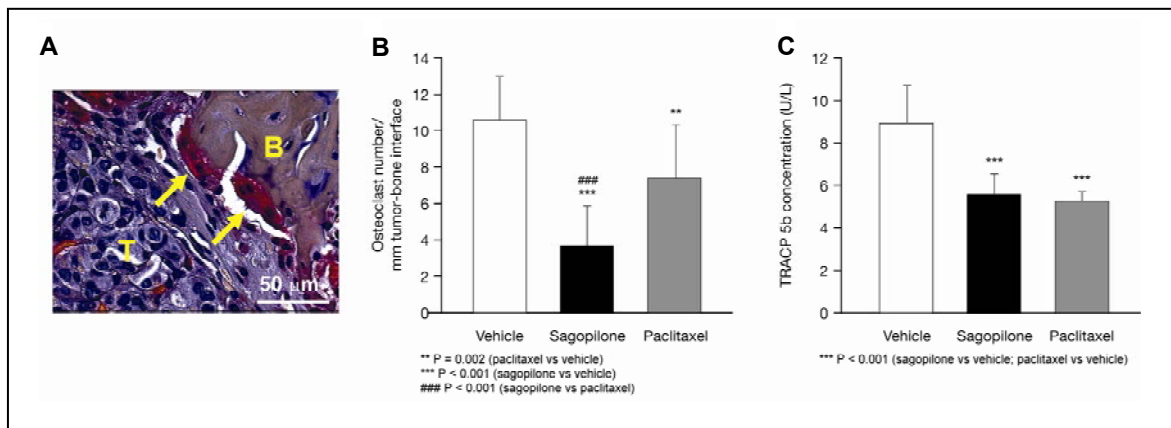 A
B
T
50 μm
B
Osteoclast number/
mm tumor-bone interface
14
12
10
8
6
4
2
0
###
***
**
Vehicle
Sagopilone
Paclitaxel
** P = 0.002 (paclitaxel vs vehicle)
*** P < 0.001 (sagopilone vs vehicle)
### P < 0.001 (sagopilone vs paclitaxel)
C
TRACP 5b concentration (U/L)
12
10
8
6
4
2
0
***
***
Vehicle
Sagopilone
Paclitaxel
*** P < 0.001 (sagopilone vs vehicle; paclitaxel vs vehicle)